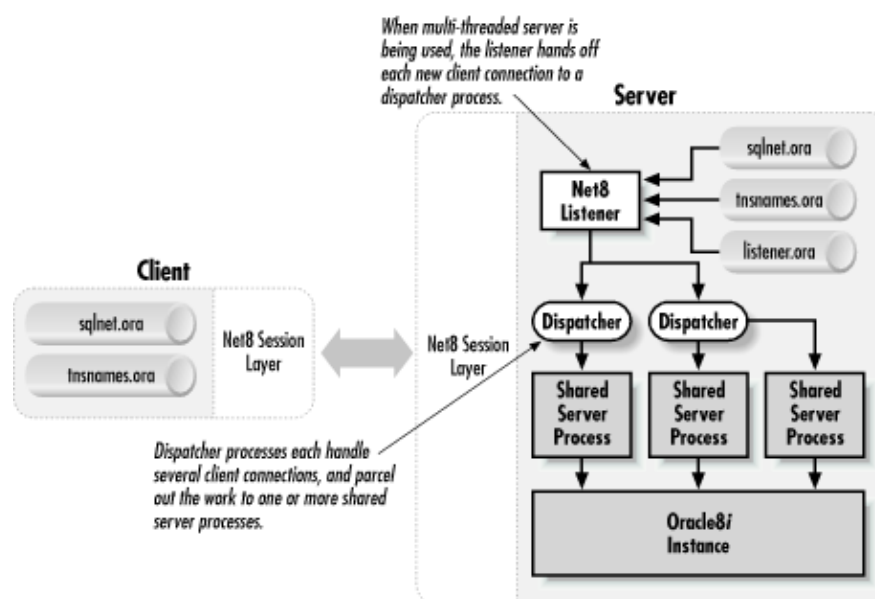 When multi-threaded server is
being used, the listener hands off
each new client connection to a
dispatcher process.
Server
sqlnet.ora
Net8
Listener
tnsnames.ora
listener.ora
Client
sqlnet.ora
tnsnames.ora
Net8 Session
Layer
Net8 Session
Layer
Dispatcher
Dispatcher
Shared
Server
Process
Shared
Server
Process
Shared
Server
Process
Dispatcher processes each handle
several client connections, and parcel
out the work to one or more shared
server processes.
Oracle8i
Instance